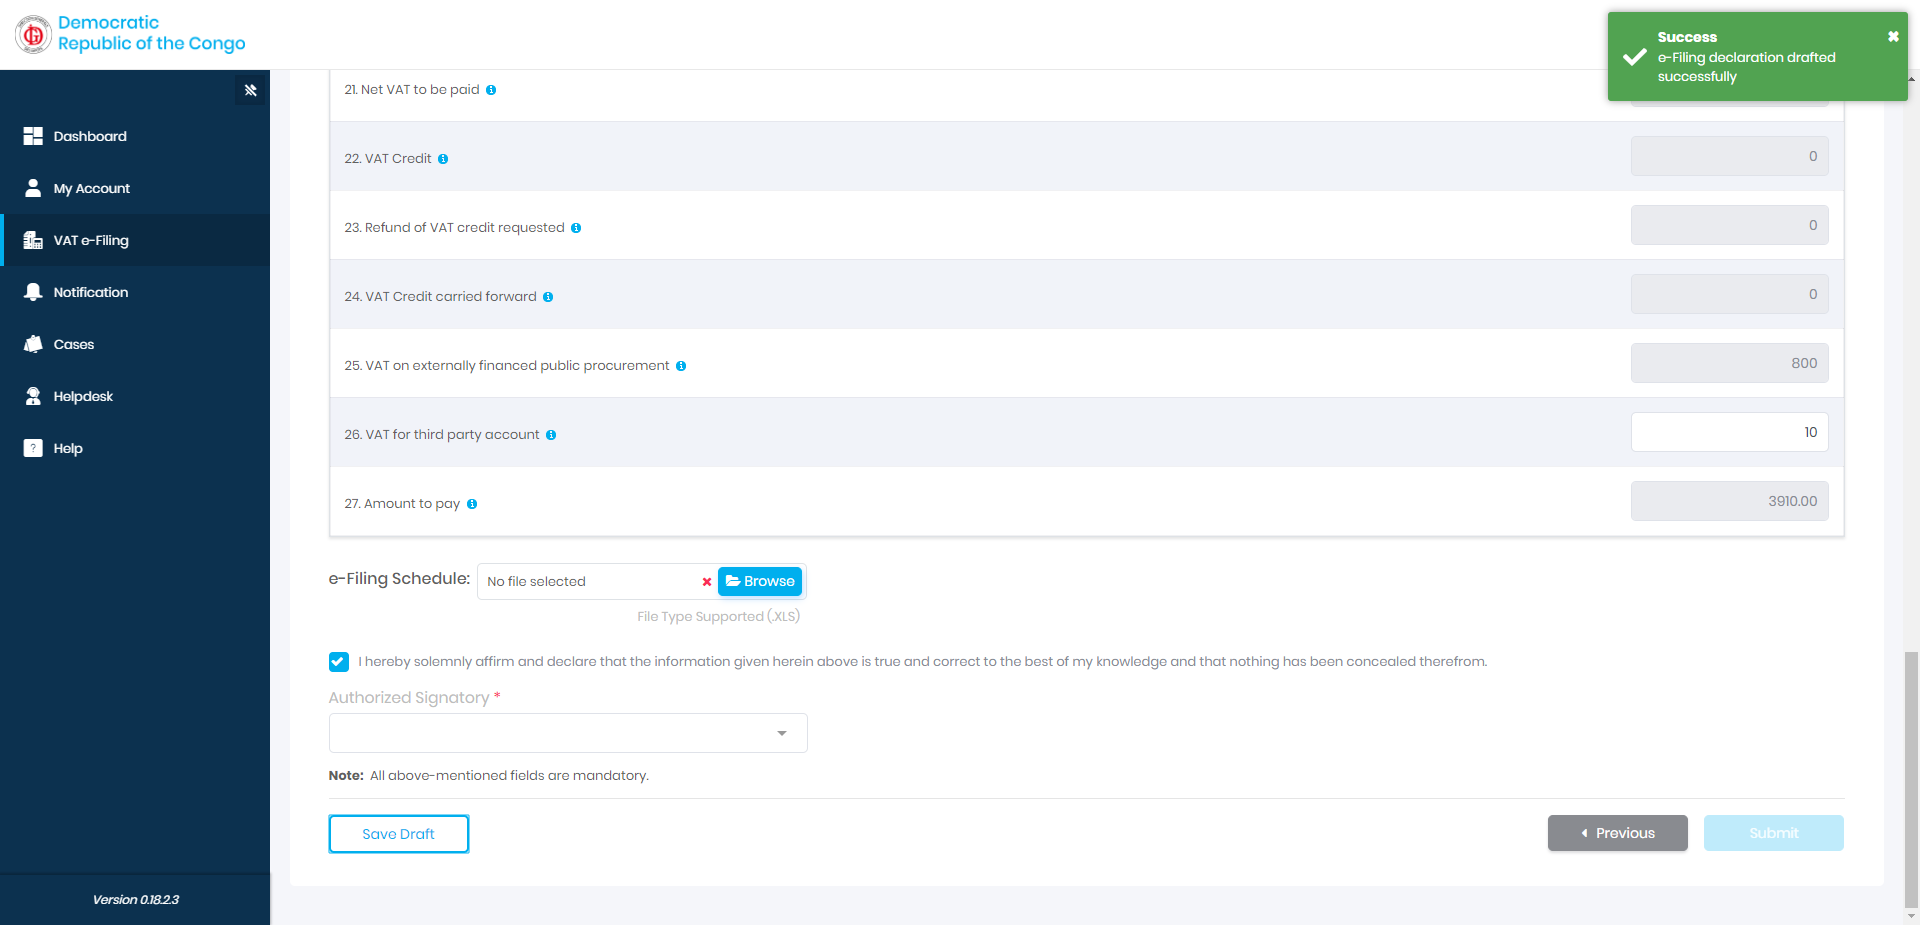 Democratic
Republic of the Congo
Success
e-Filing declaration drafted
successfully
Dashboard
My Account
VAT e-Filing
Notification
Cases
Helpdesk
Help
Version 0.18.2.3
21. Net VAT to be paid
22. VAT Credit
0
23. Refund of VAT credit requested
0
24. VAT Credit carried forward
0
25. VAT on externally financed public procurement
800
26. VAT for third party account
10
27. Amount to pay
3910.00
e-Filing Schedule: No file selected Browse
File Type Supported (.XLS)
I hereby solemnly affirm and declare that the information given herein above is true and correct to the best of my knowledge and that nothing has been concealed therefrom.
Authorized Signatory *
Note: All above-mentioned fields are mandatory.
Save Draft
Previous
Submit